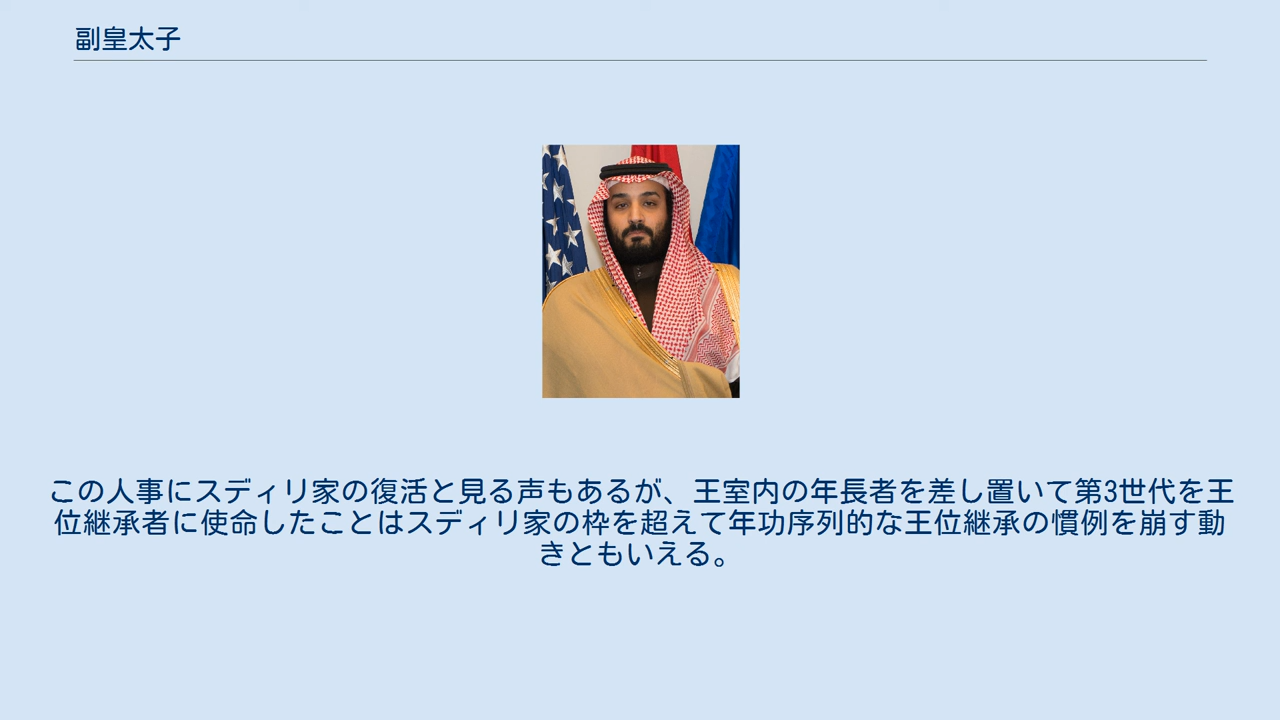 副皇太子
この人事にスディリ家の復活と見る声もあるが、王室内の年長者を差し置いて第3世代を王
位継承者に使命したことはスディリ家の枠を超えて年功序列的な王位継承の慣例を崩す動
きともいえる。